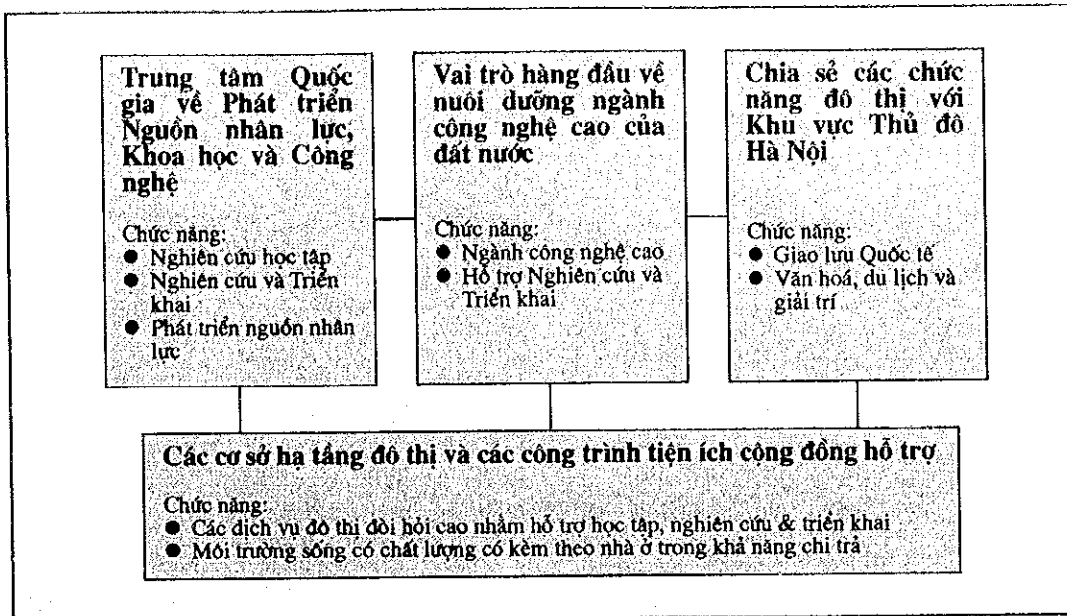 Trung tâm Quốc
gia về Phát triển
Nguồn nhân lực,
Khoa học và Công
nghệ
Chức năng:
● Nghiên cứu học tập
● Nghiên cứu và Triển
khai
● Phát triển nguồn nhân
lực
Vai trò hàng đầu về
nuôi dưỡng ngành
công nghệ cao của
đất nước
Chức năng:
● Ngành công nghệ cao
● Hỗ trợ Nghiên cứu và
Triển khai
Chia sẻ các chức
năng đô thị với
Khu vực Thủ đô
Hà Nội
Chức năng:
● Giao lưu Quốc tế
● Văn hoá, du lịch và
giải trí
Các cơ sở hạ tầng đô thị và các công trình tiện ích cộng đồng hỗ trợ
Chức năng:
● Các dịch vụ đô thị đòi hỏi cao nhằm hỗ trợ học tập, nghiên cứu & triển khai
● Môi trường sống có chất lượng có kèm theo nhà ở trong khả năng chi trả